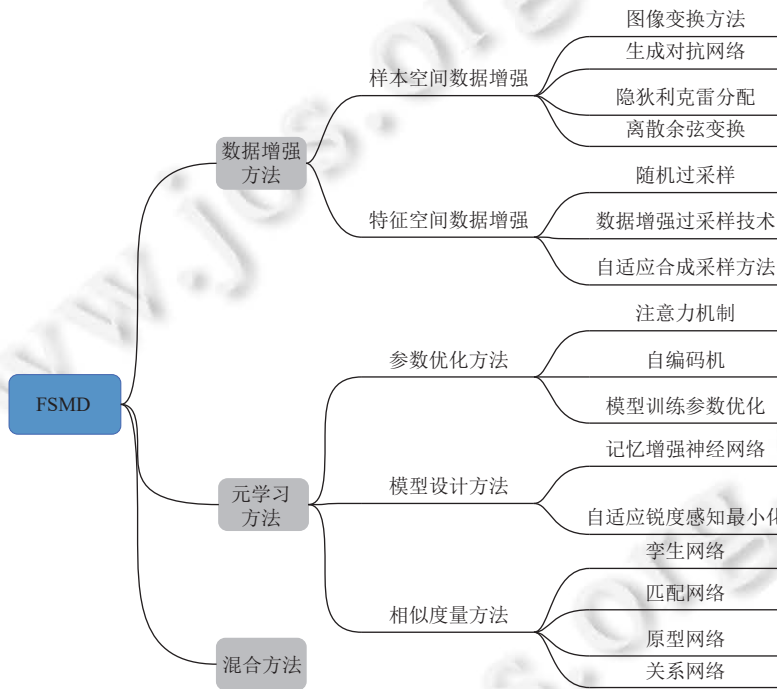 图像变换方法
生成对抗网络
样本空间数据增强
隐狄利克雷分配
离散余弦变换
数据增强
方法
随机过采样
特征空间数据增强
数据增强过采样技术
自适应合成采样方法
注意力机制
参数优化方法
自编码机
FSMD
模型训练参数优化
记忆增强神经网络
元学习
方法
模型设计方法
自适应锐度感知最小化
孪生网络
匹配网络
相似度量方法
原型网络
混合方法
关系网络
www.jos.org